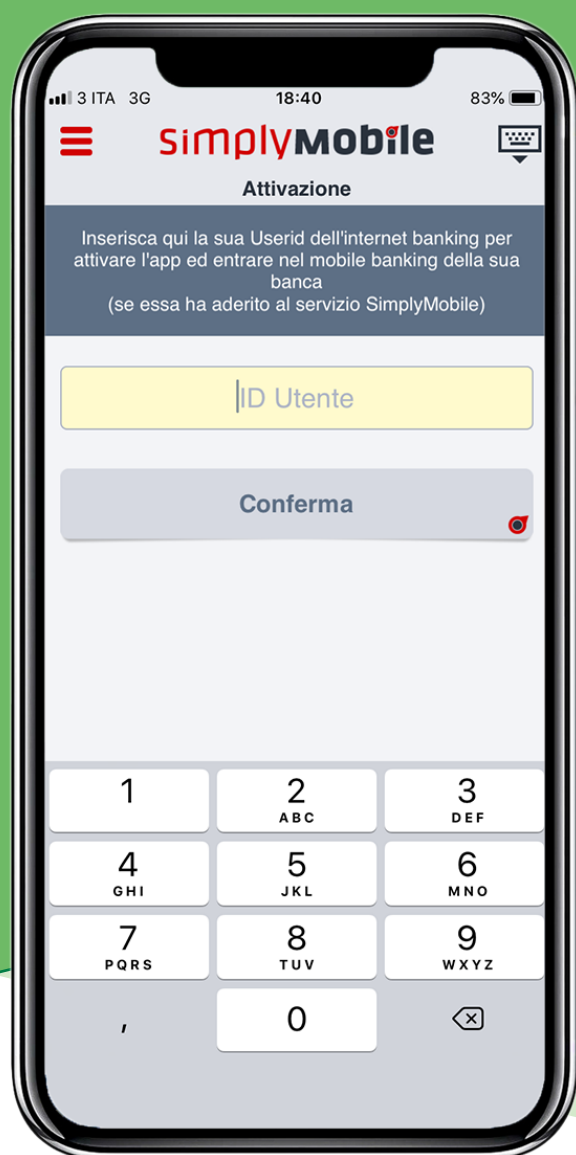 3 ITA 3G 18:40 83%
simplyMobile
Attivazione
Inserisca qui la sua Userid dell'internet banking per
attivare l'app ed entrare nel mobile banking della sua
banca
(se essa ha aderito al servizio SimplyMobile)
ID Utente
Conferma
1 2 3
ABC DEF
4 5 6
GHI JKL MNO
7 8 9
PQRS TUV WXYZ
, 0